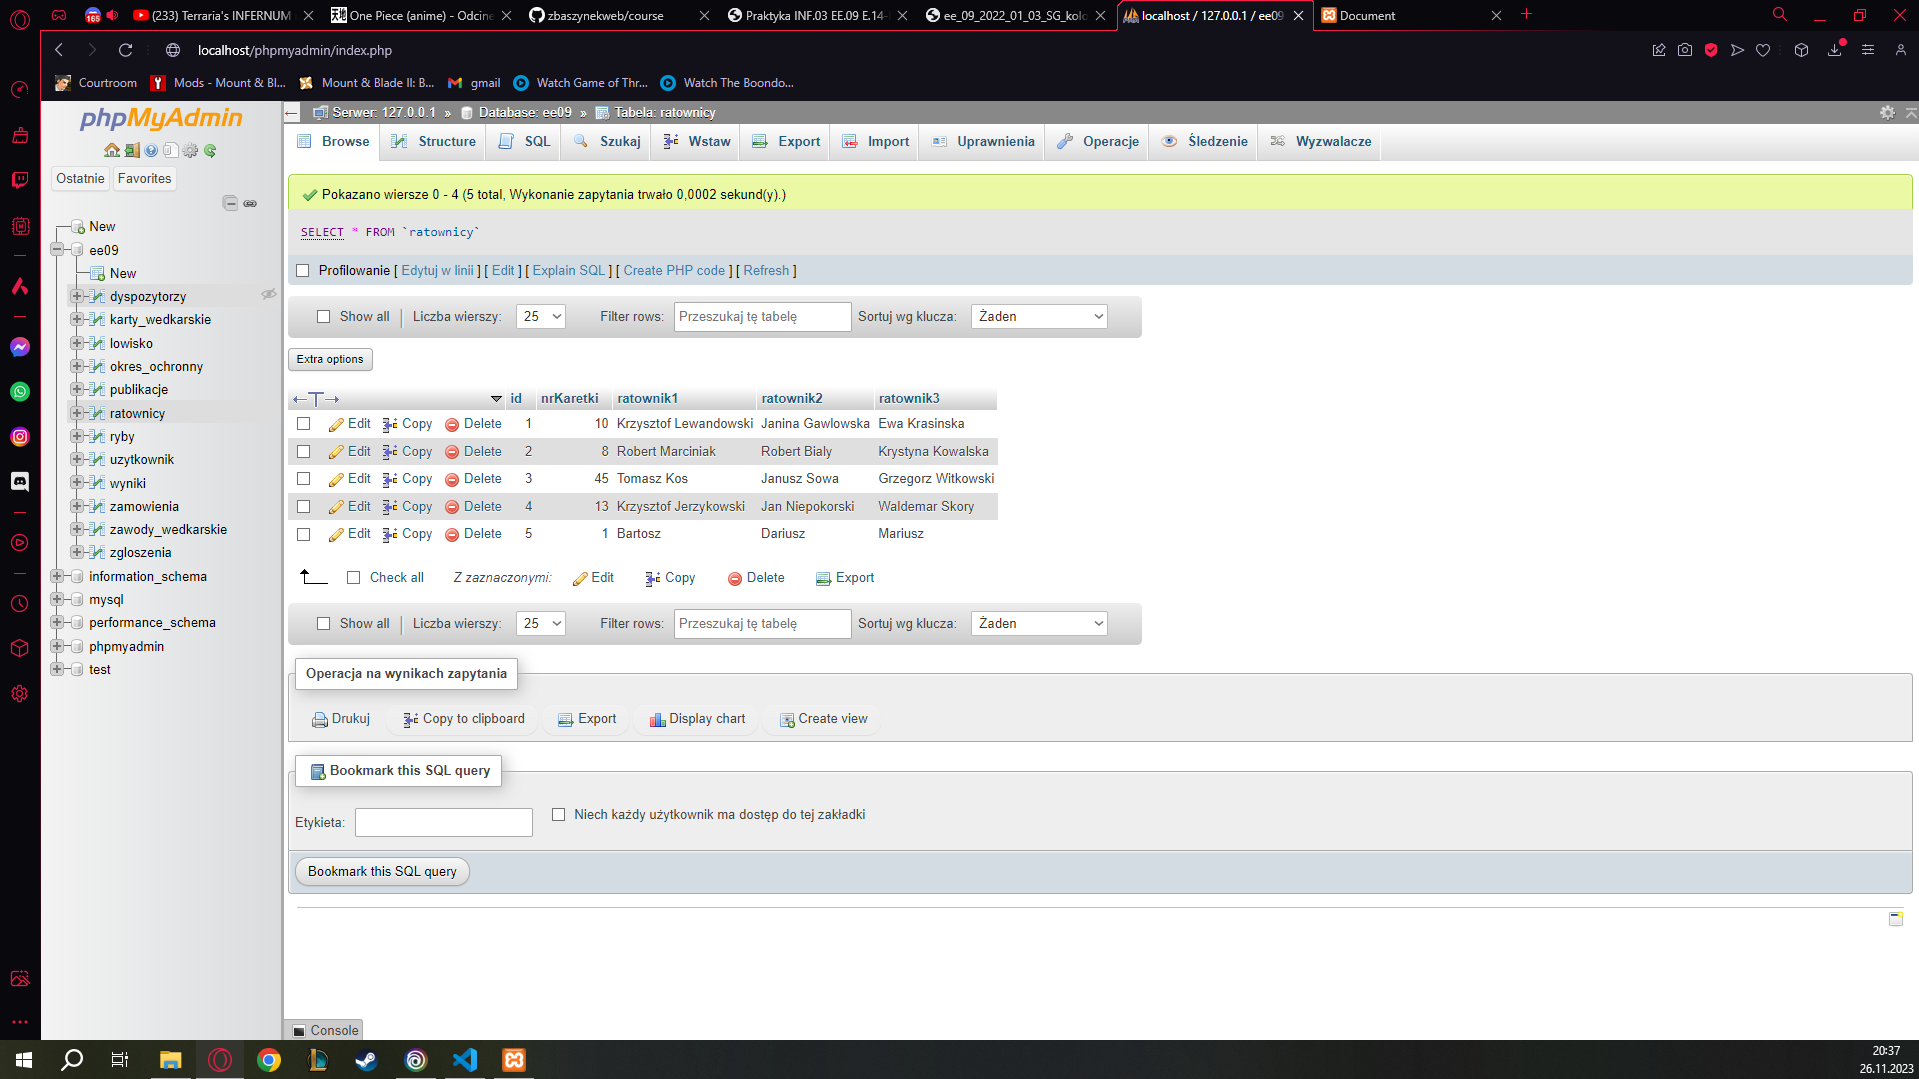 165
(233) Terraria's INFERNUM
One Piece (anime) - Odcine
zbaszynekweb/course
Praktyka INF.03 EE.09 E.14-
ee_09_2022_01_03_SG_kolo
localhost / 127.0.0.1 / ee09
Document
localhost/phpmyadmin/index.php
Courtroom
Mods - Mount & Bl...
Mount & Blade II: B...
gmail
Watch Game of Thr...
Watch The Boondo...
phpMyAdmin
Ostatnie Favorites
New
ee09
New
dyspozytorzy
karty_wedkarskie
lowisko
okres_ochronny
publikacje
ratownicy
ryby
uzytkownik
wyniki
zamowienia
zawody_wedkarskie
zgloszenia
information_schema
mysql
performance_schema
phpmyadmin
test
Serwer: 127.0.0.1 » Database: ee09 » Tabela: ratownicy
Browse Structure SQL Szukaj Wstaw Export Import Uprawnienia Operacje Śledzenie Wyzwalacze
Pokazano wiersze 0 - 4 (5 total, Wykonanie zapytania trwało 0,0002 sekund(y).)
SELECT * FROM `ratownicy`
Profilowanie [ Edytuj w linii ] [ Edit ] [ Explain SQL ] [ Create PHP code ] [ Refresh ]
Show all Liczba wierszy: 25 Filter rows: Przeszukaj tę tabelę Sortuj wg klucza: Żaden
Extra options
←T→ id nrKaretki ratownik1 ratownik2 ratownik3
Edit Copy Delete 1 10 Krzysztof Lewandowski Janina Gawlowska Ewa Krasinska
Edit Copy Delete 2 8 Robert Marciniak Robert Bialy Krystyna Kowalska
Edit Copy Delete 3 45 Tomasz Kos Janusz Sowa Grzegorz Witkowski
Edit Copy Delete 4 13 Krzysztof Jerzykowski Jan Niepokorski Waldemar Skory
Edit Copy Delete 5 1 Bartosz Dariusz Mariusz
Check all Z zaznaczonymi: Edit Copy Delete Export
Show all Liczba wierszy: 25 Filter rows: Przeszukaj tę tabelę Sortuj wg klucza: Żaden
Operacja na wynikach zapytania
Drukuj Copy to clipboard Export Display chart Create view
Bookmark this SQL query
Etykieta: Niech każdy użytkownik ma dostęp do tej zakładki
Bookmark this SQL query
Console
20:37
26.11.2023